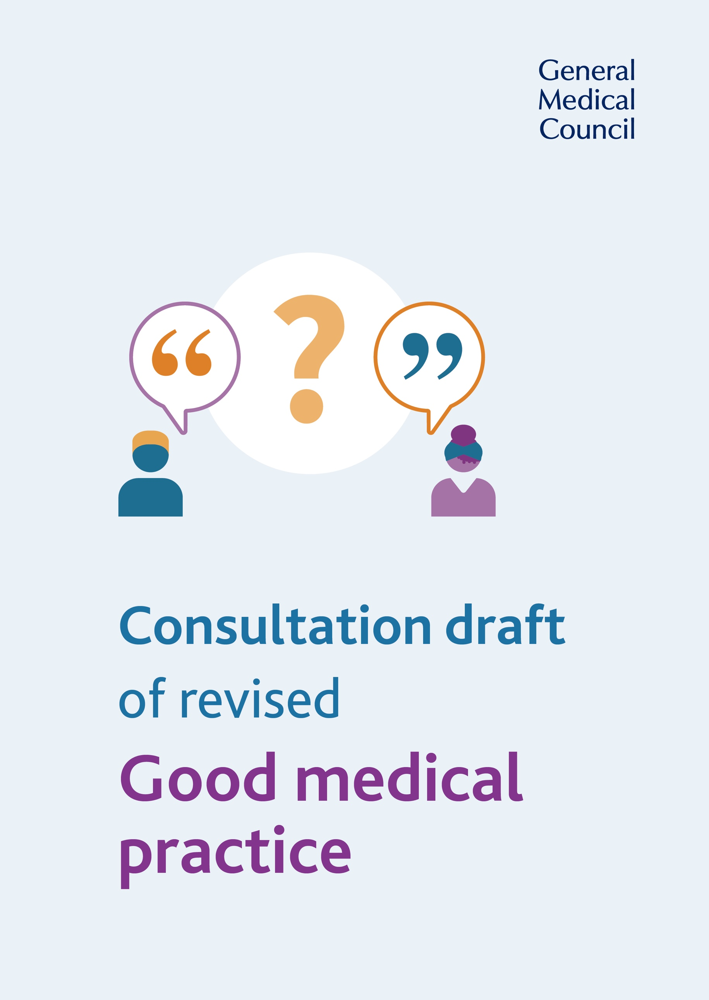 General
Medical
Council
“ ? ”
Consultation draft
of revised
Good medical
practice